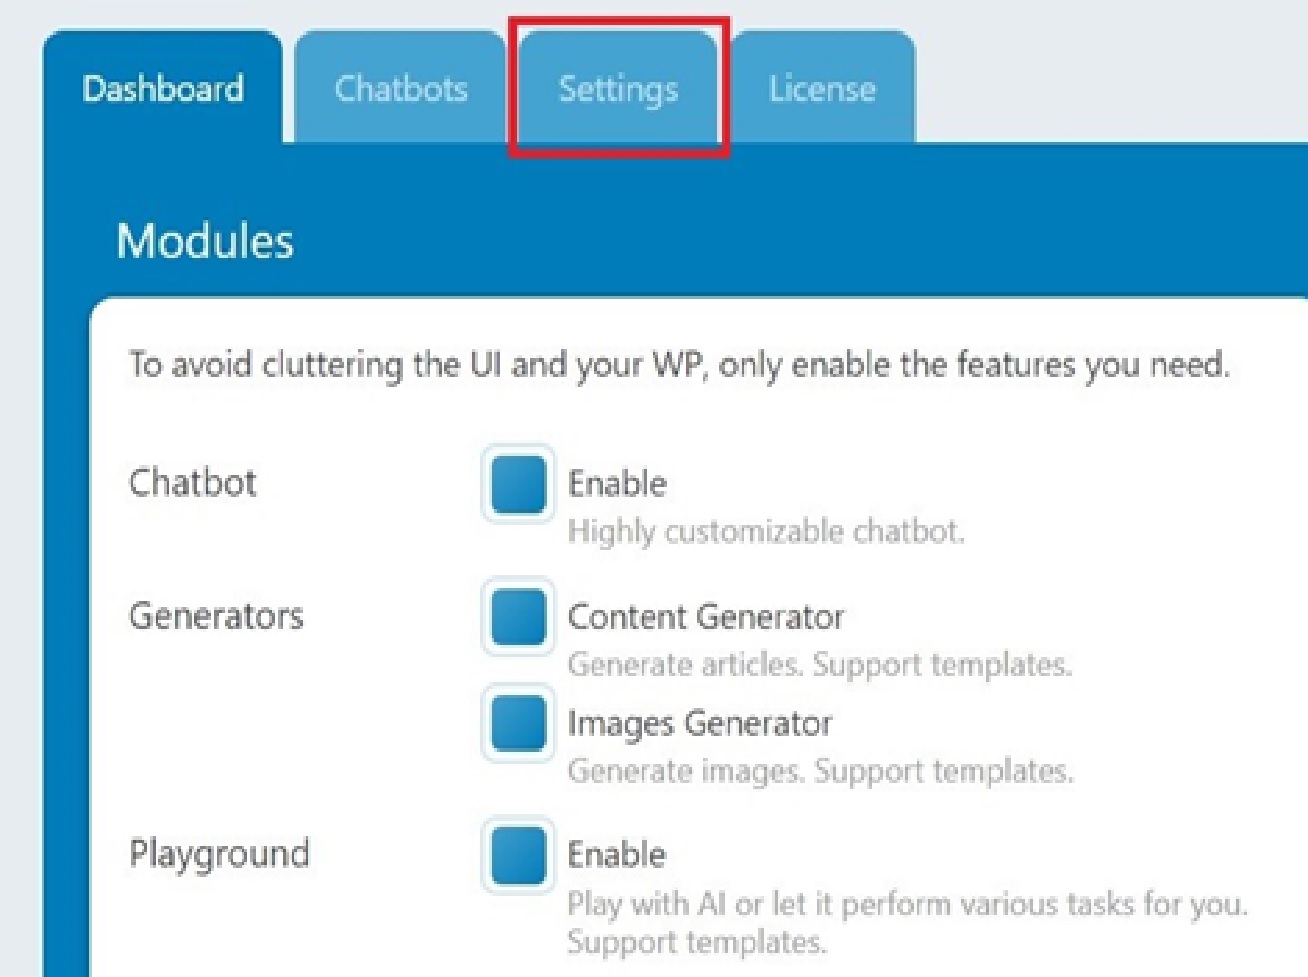 Dashboard Chatbots Settings License
Modules
To avoid cluttering the UI and your WP, only enable the features you need.
Chatbot Enable
Highly customizable chatbot.
Generators Content Generator
Generate articles. Support templates.
Images Generator
Generate images. Support templates.
Playground Enable
Play with AI or let it perform various tasks for you.
Support templates.